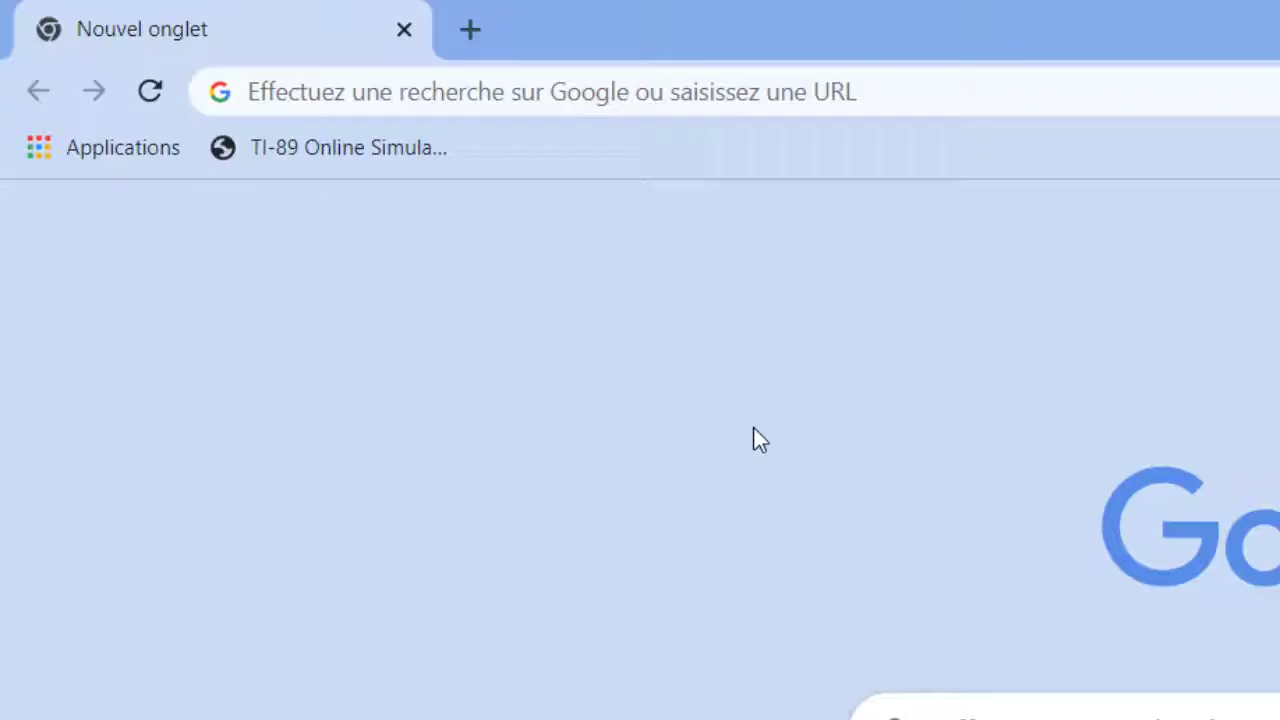 Nouvel onglet
Effectuez une recherche sur Google ou saisissez une URL
Applications
TI-89 Online Simula...
Go